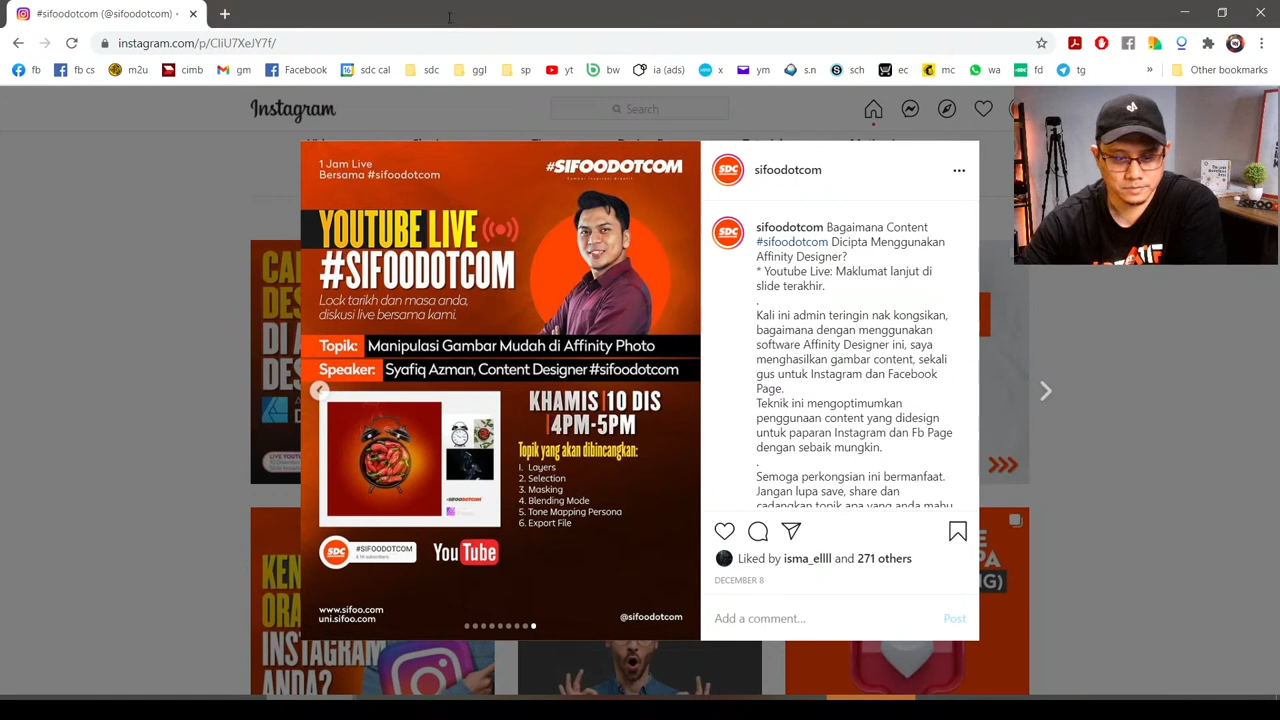 #sifoodotcom (@sifoodotcom) •
instagram.com/p/CIiU7XeJY7f/
fb
fb cs
m2u
cimb
gm
Facebook
sdc cal
sdc
ggl
sp
yt
bw
ia (ads)
x
ym
s.n
sch
ec
mc
wa
fd
tg
»
Other bookmarks
Instagram
Search
1 Jam Live
Bersama #sifoodotcom
#SIFOODOTCOM
YOUTUBE LIVE
#SIFOODOTCOM
Lock tarikh dan masa anda,
diskusi live bersama kami.
Topik: Manipulasi Gambar Mudah di Affinity Photo
Speaker: Syafiq Azman, Content Designer #sifoodotcom
KHAMIS | 10 DIS
| 4PM-5PM
Topik yang akan dibincangkan:
1. Layers
2. Selection
3. Masking
4. Blending Mode
5. Tone Mapping Persona
6. Export File
SDC
#SIFOODOTCOM
YouTube
www.sifoo.com
uni.sifoo.com
@sifoodotcom
SDC
sifoodotcom
SDC
sifoodotcom Bagaimana Content
#sifoodotcom Dicipta Menggunakan
Affinity Designer?
* Youtube Live: Maklumat lanjut di
slide terakhir.
.
Kali ini admin teringin nak kongsikan,
bagaimana dengan menggunakan
software Affinity Designer ini, saya
menghasilkan gambar content, sekali
gus untuk Instagram dan Facebook
Page.
Teknik ini mengoptimumkan
penggunaan content yang didesign
untuk paparan Instagram dan Fb Page
dengan sebaik mungkin.
.
Semoga perkongsian ini bermanfaat.
Jangan lupa save, share dan
cadangkan topik apa yang anda mahu
Liked by isma_ellll and 271 others
DECEMBER 8
Add a comment...
Post
INSTAGRAM
ANDA?